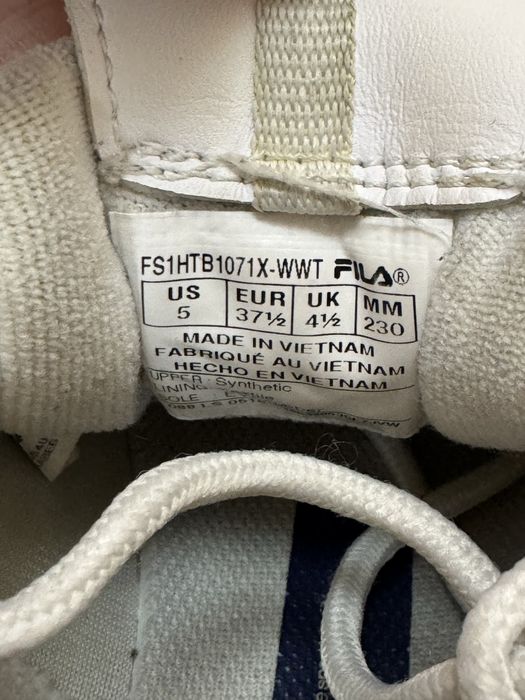 FS1HTB1071X-WWT FILA®
US EUR UK MM
5 37½ 4½ 230
MADE IN VIETNAM
FABRIQUÉ AU VIETNAM
HECHO EN VIETNAM
UPPER: Synthetic
LINING
SOLE